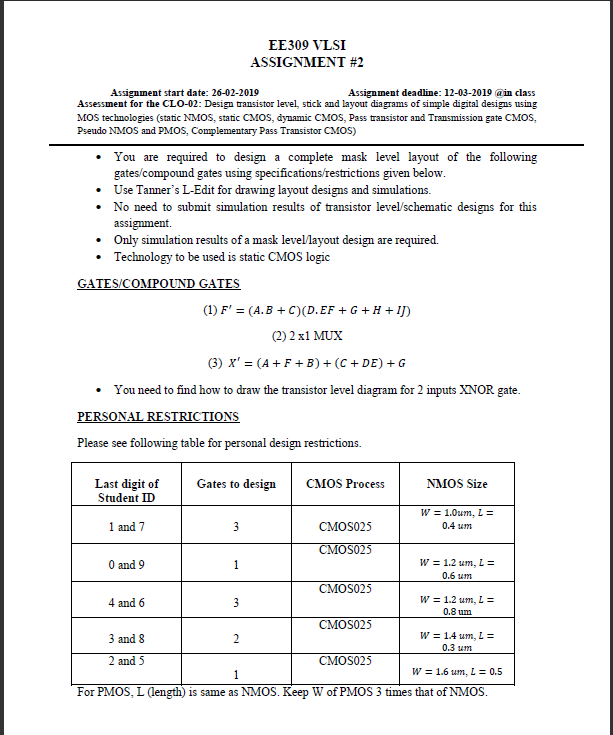 EE309 VLSI
ASSIGNMENT #2
Assignment start date: 26-02-2019 Assignment deadline: 12-03-2019 @in class
Assessment for the CLO-02: Design transistor level, stick and layout diagrams of simple digital designs using
MOS technologies (static NMOS, static CMOS, dynamic CMOS, Pass transistor and Transmission gate CMOS,
Pseudo NMOS and PMOS, Complementary Pass Transistor CMOS)
• You are required to design a complete mask level layout of the following
gates/compound gates using specifications/restrictions given below.
• Use Tanner's L-Edit for drawing layout designs and simulations.
• No need to submit simulation results of transistor level/schematic designs for this
assignment.
• Only simulation results of a mask level/layout design are required.
• Technology to be used is static CMOS logic
GATES/COMPOUND GATES
(1) F' = (A.B + C)(D.EF + G + H + IJ)
(2) 2 x1 MUX
(3) X' = (A + F + B) + (C + DE) + G
• You need to find how to draw the transistor level diagram for 2 inputs XNOR gate.
PERSONAL RESTRICTIONS
Please see following table for personal design restrictions.
Last digit of Gates to design CMOS Process NMOS Size
Student ID
W = 1.0um, L =
1 and 7 3 CMOS025 0.4 um
CMOS025
0 and 9 1 W = 1.2 um, L =
0.6 um
CMOS025
4 and 6 3 W = 1.2 um, L =
0.8 um
CMOS025
3 and 8 2 W = 1.4 um, L =
0.3 um
2 and 5 CMOS025
1 W = 1.6 um, L = 0.5
For PMOS, L (length) is same as NMOS. Keep W of PMOS 3 times that of NMOS.